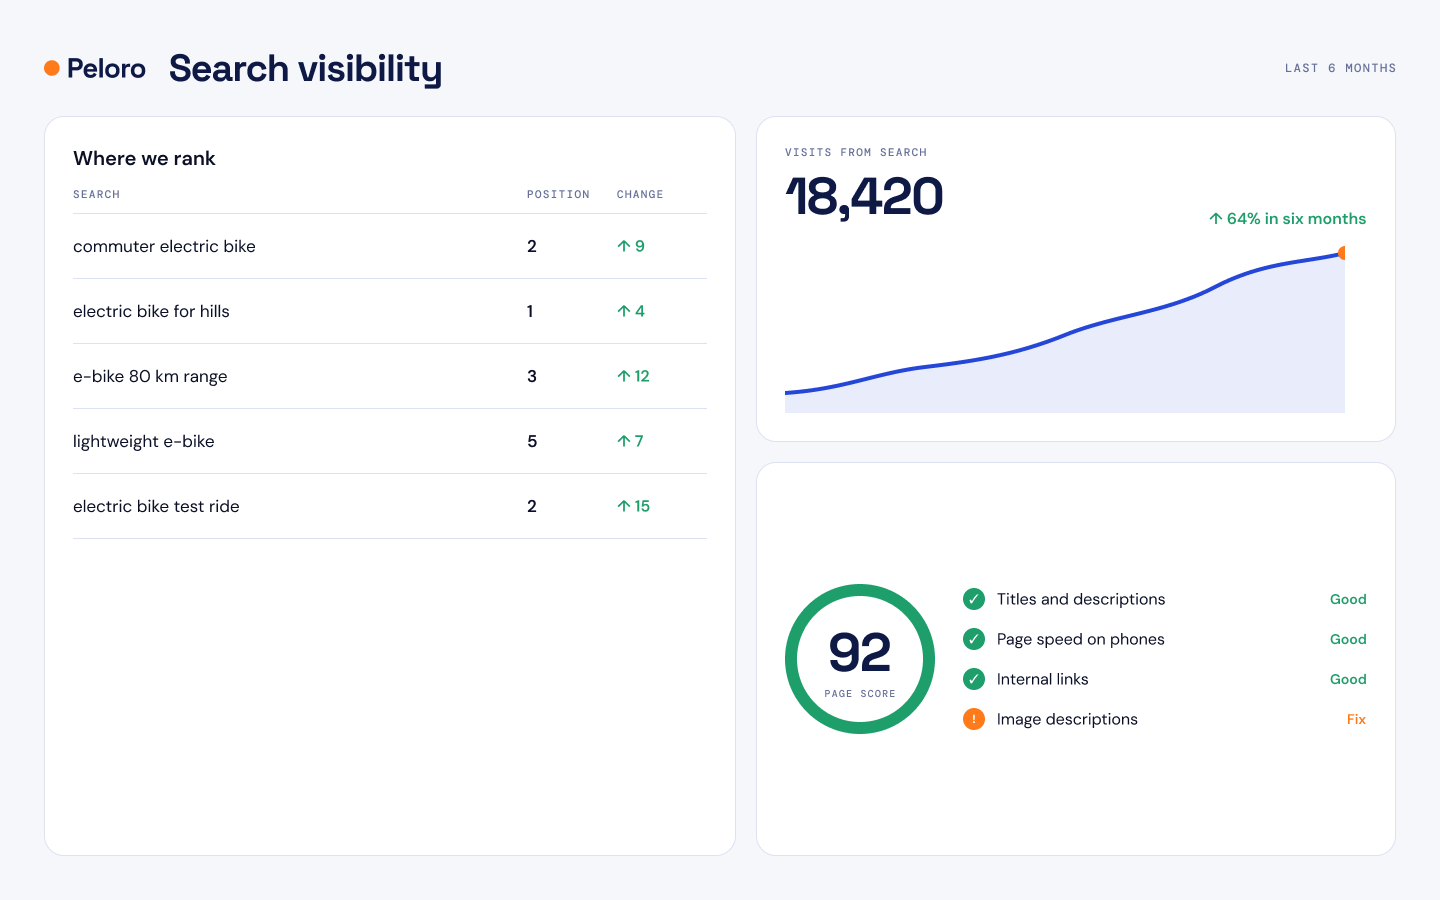 Peloro Search visibility
LAST 6 MONTHS
Where we rank
SEARCH POSITION CHANGE
commuter electric bike 2 ↑ 9
electric bike for hills 1 ↑ 4
e-bike 80 km range 3 ↑ 12
lightweight e-bike 5 ↑ 7
electric bike test ride 2 ↑ 15
VISITS FROM SEARCH
18,420
↑ 64% in six months
92
PAGE SCORE
✓ Titles and descriptions Good
✓ Page speed on phones Good
✓ Internal links Good
! Image descriptions Fix